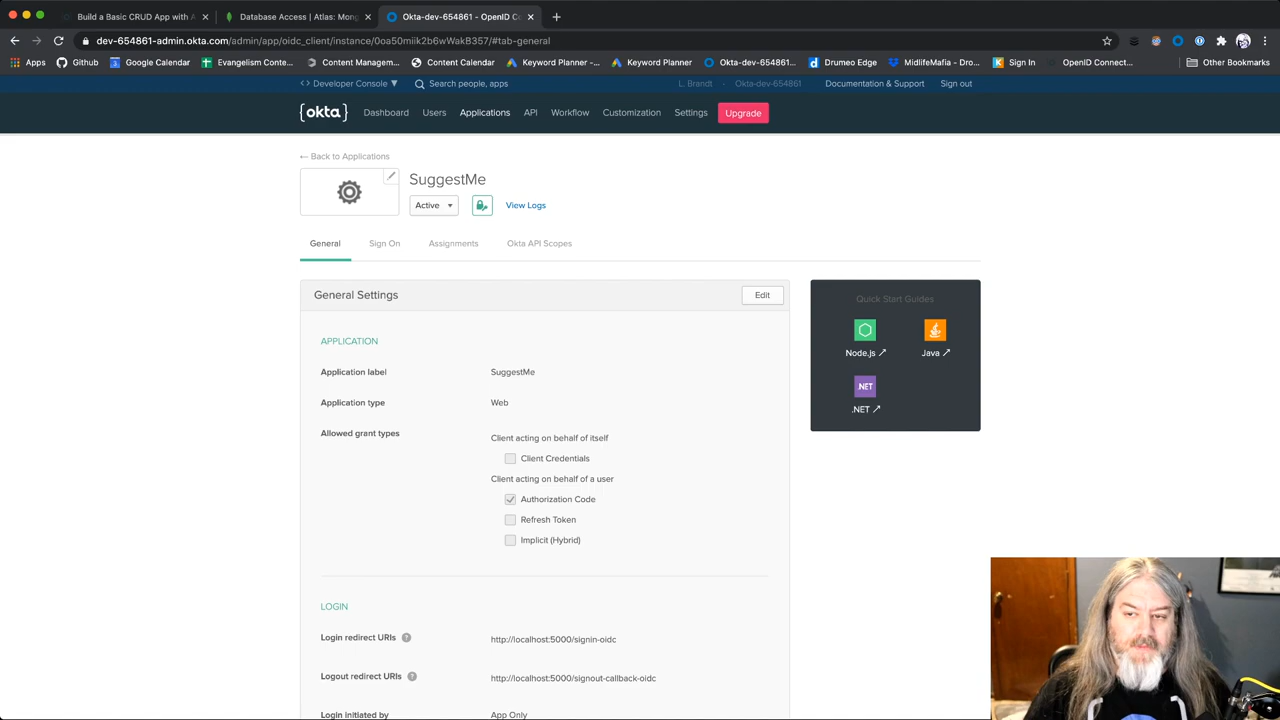 Build a Basic CRUD App with A
Database Access | Atlas: Mong
Okta-dev-654861 - OpenID Co
dev-654861-admin.okta.com/admin/app/oidc_client/instance/0oa50miik2b6wWakB357/#tab-general
Apps Github Google Calendar Evangelism Conte... Content Managem... Content Calendar Keyword Planner -... Keyword Planner Okta-dev-654861... Drumeo Edge MidlifeMafia - Dro... Sign In OpenID Connect... Other Bookmarks
<> Developer Console Search people, apps L. Brandt · Okta-dev-654861 Documentation & Support Sign out
okta Dashboard Users Applications API Workflow Customization Settings Upgrade
← Back to Applications
SuggestMe
Active View Logs
General Sign On Assignments Okta API Scopes
General Settings Edit
Quick Start Guides
Node.js Java
.NET
.NET
APPLICATION
Application label SuggestMe
Application type Web
Allowed grant types Client acting on behalf of itself
Client Credentials
Client acting on behalf of a user
Authorization Code
Refresh Token
Implicit (Hybrid)
LOGIN
Login redirect URIs ? http://localhost:5000/signin-oidc
Logout redirect URIs ? http://localhost:5000/signout-callback-oidc
Login initiated by App Only